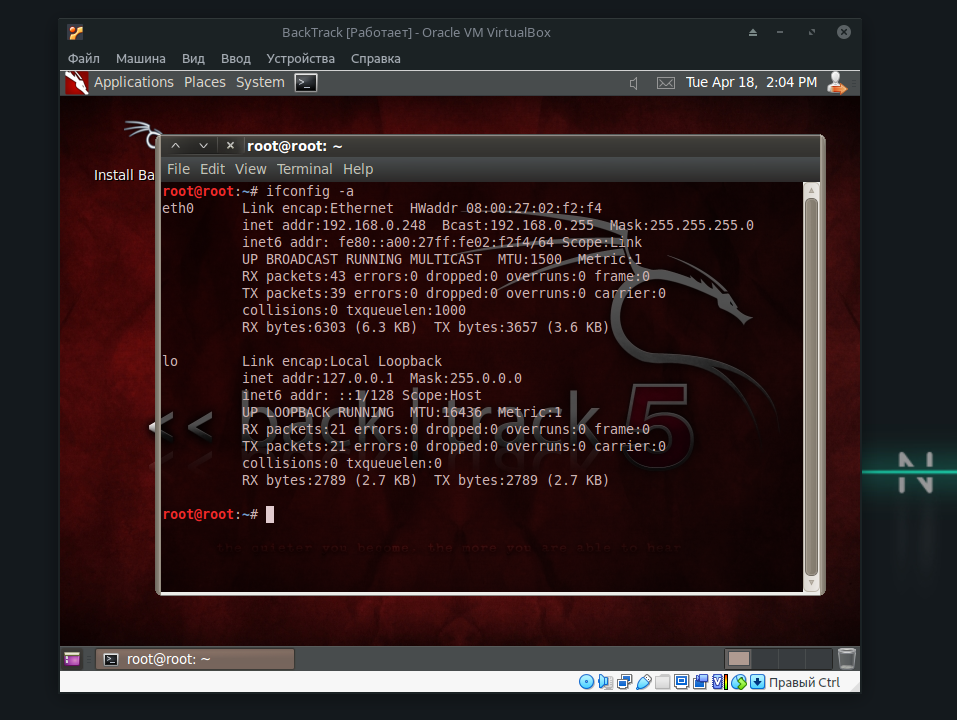 BackTrack [Работает] - Oracle VM VirtualBox
Файл Машина Вид Ввод Устройства Справка
Applications Places System Tue Apr 18, 2:04 PM
root@root: ~
Install Ba
File Edit View Terminal Help
root@root:~# ifconfig -a
eth0      Link encap:Ethernet  HWaddr 08:00:27:02:f2:f4
          inet addr:192.168.0.248  Bcast:192.168.0.255  Mask:255.255.255.0
          inet6 addr: fe80::a00:27ff:fe02:f2f4/64 Scope:Link
          UP BROADCAST RUNNING MULTICAST  MTU:1500  Metric:1
          RX packets:43 errors:0 dropped:0 overruns:0 frame:0
          TX packets:39 errors:0 dropped:0 overruns:0 carrier:0
          collisions:0 txqueuelen:1000
          RX bytes:6303 (6.3 KB)  TX bytes:3657 (3.6 KB)
lo        Link encap:Local Loopback
          inet addr:127.0.0.1  Mask:255.0.0.0
          inet6 addr: ::1/128 Scope:Host
          UP LOOPBACK RUNNING  MTU:16436  Metric:1
          RX packets:21 errors:0 dropped:0 overruns:0 frame:0
          TX packets:21 errors:0 dropped:0 overruns:0 carrier:0
          collisions:0 txqueuelen:0
          RX bytes:2789 (2.7 KB)  TX bytes:2789 (2.7 KB)
root@root:~#
<< back | track 5
the quieter you become, the more you are able to hear
N
root@root: ~
Правый Ctrl